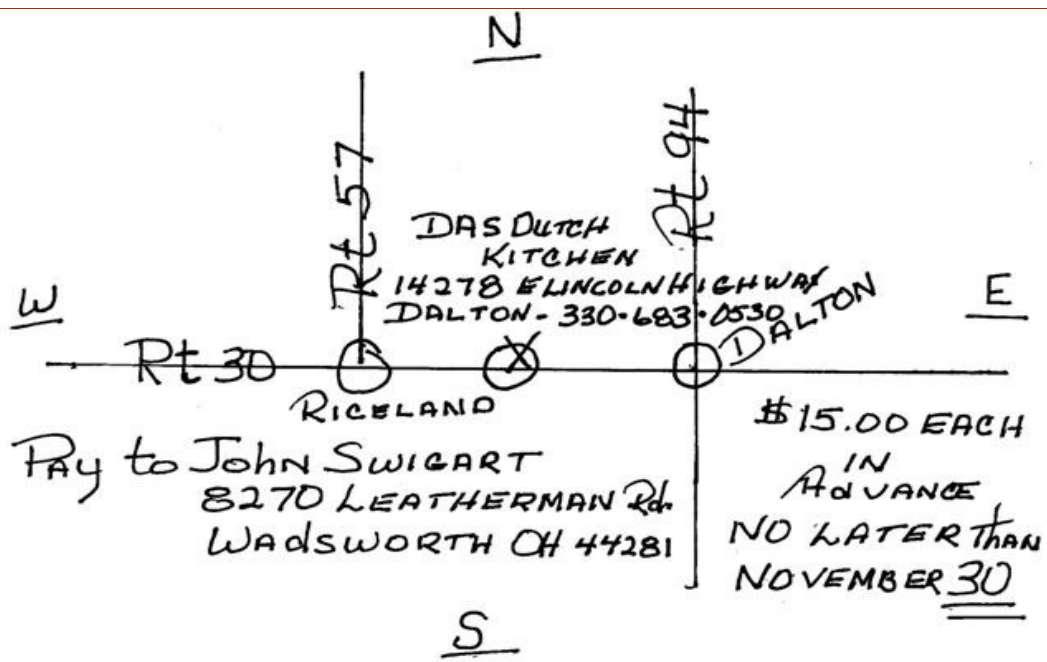 N
Rt 57
Rt 94
DAS DUTCH
KITCHEN
14278 E LINCOLN HIGHWAY
DALTON - 330・683・0530
W
E
DALTON
Rt 30
RICELAND
$15.00 EACH
IN
AdVANCE
NO LATER thAN
NOVEMBER 30
PAy to JohN SWIGART
8270 LEATHERMAN Rd.
WAdSWORTH OH 44281
S